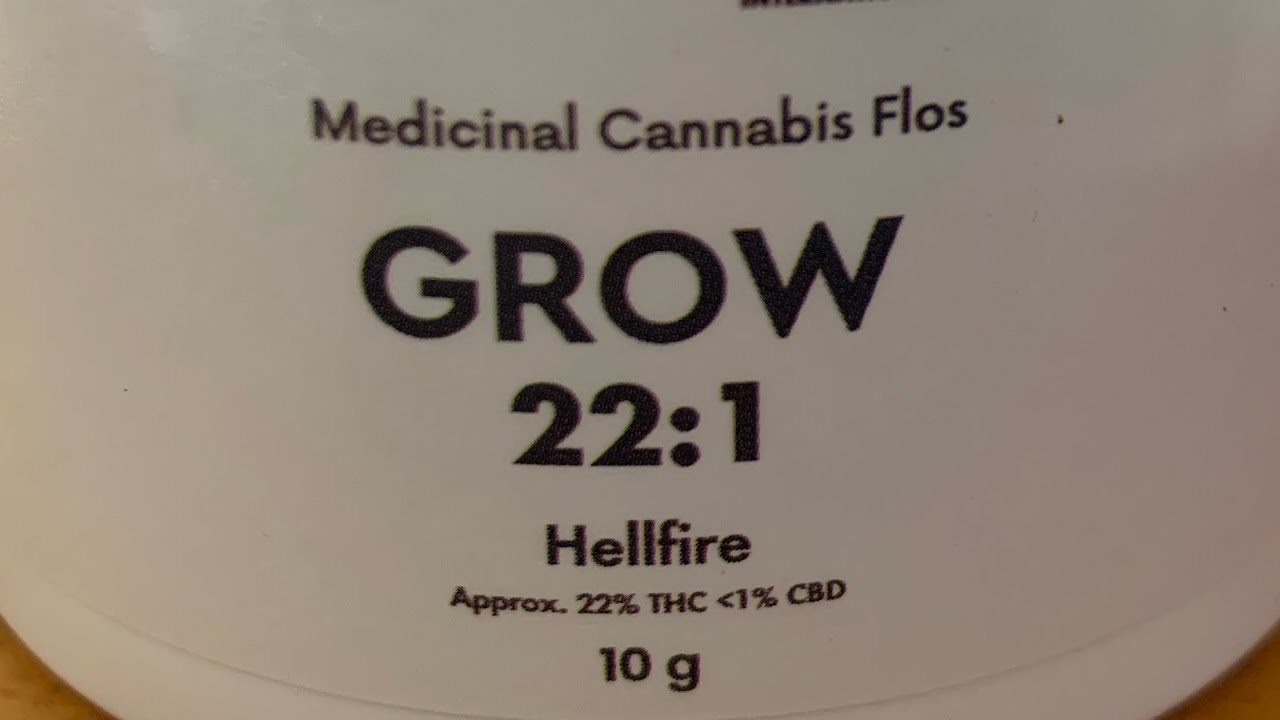 Medicinal Cannabis Flos
GROW
22:1
Hellfire
Approx. 22% THC <1% CBD
10 g